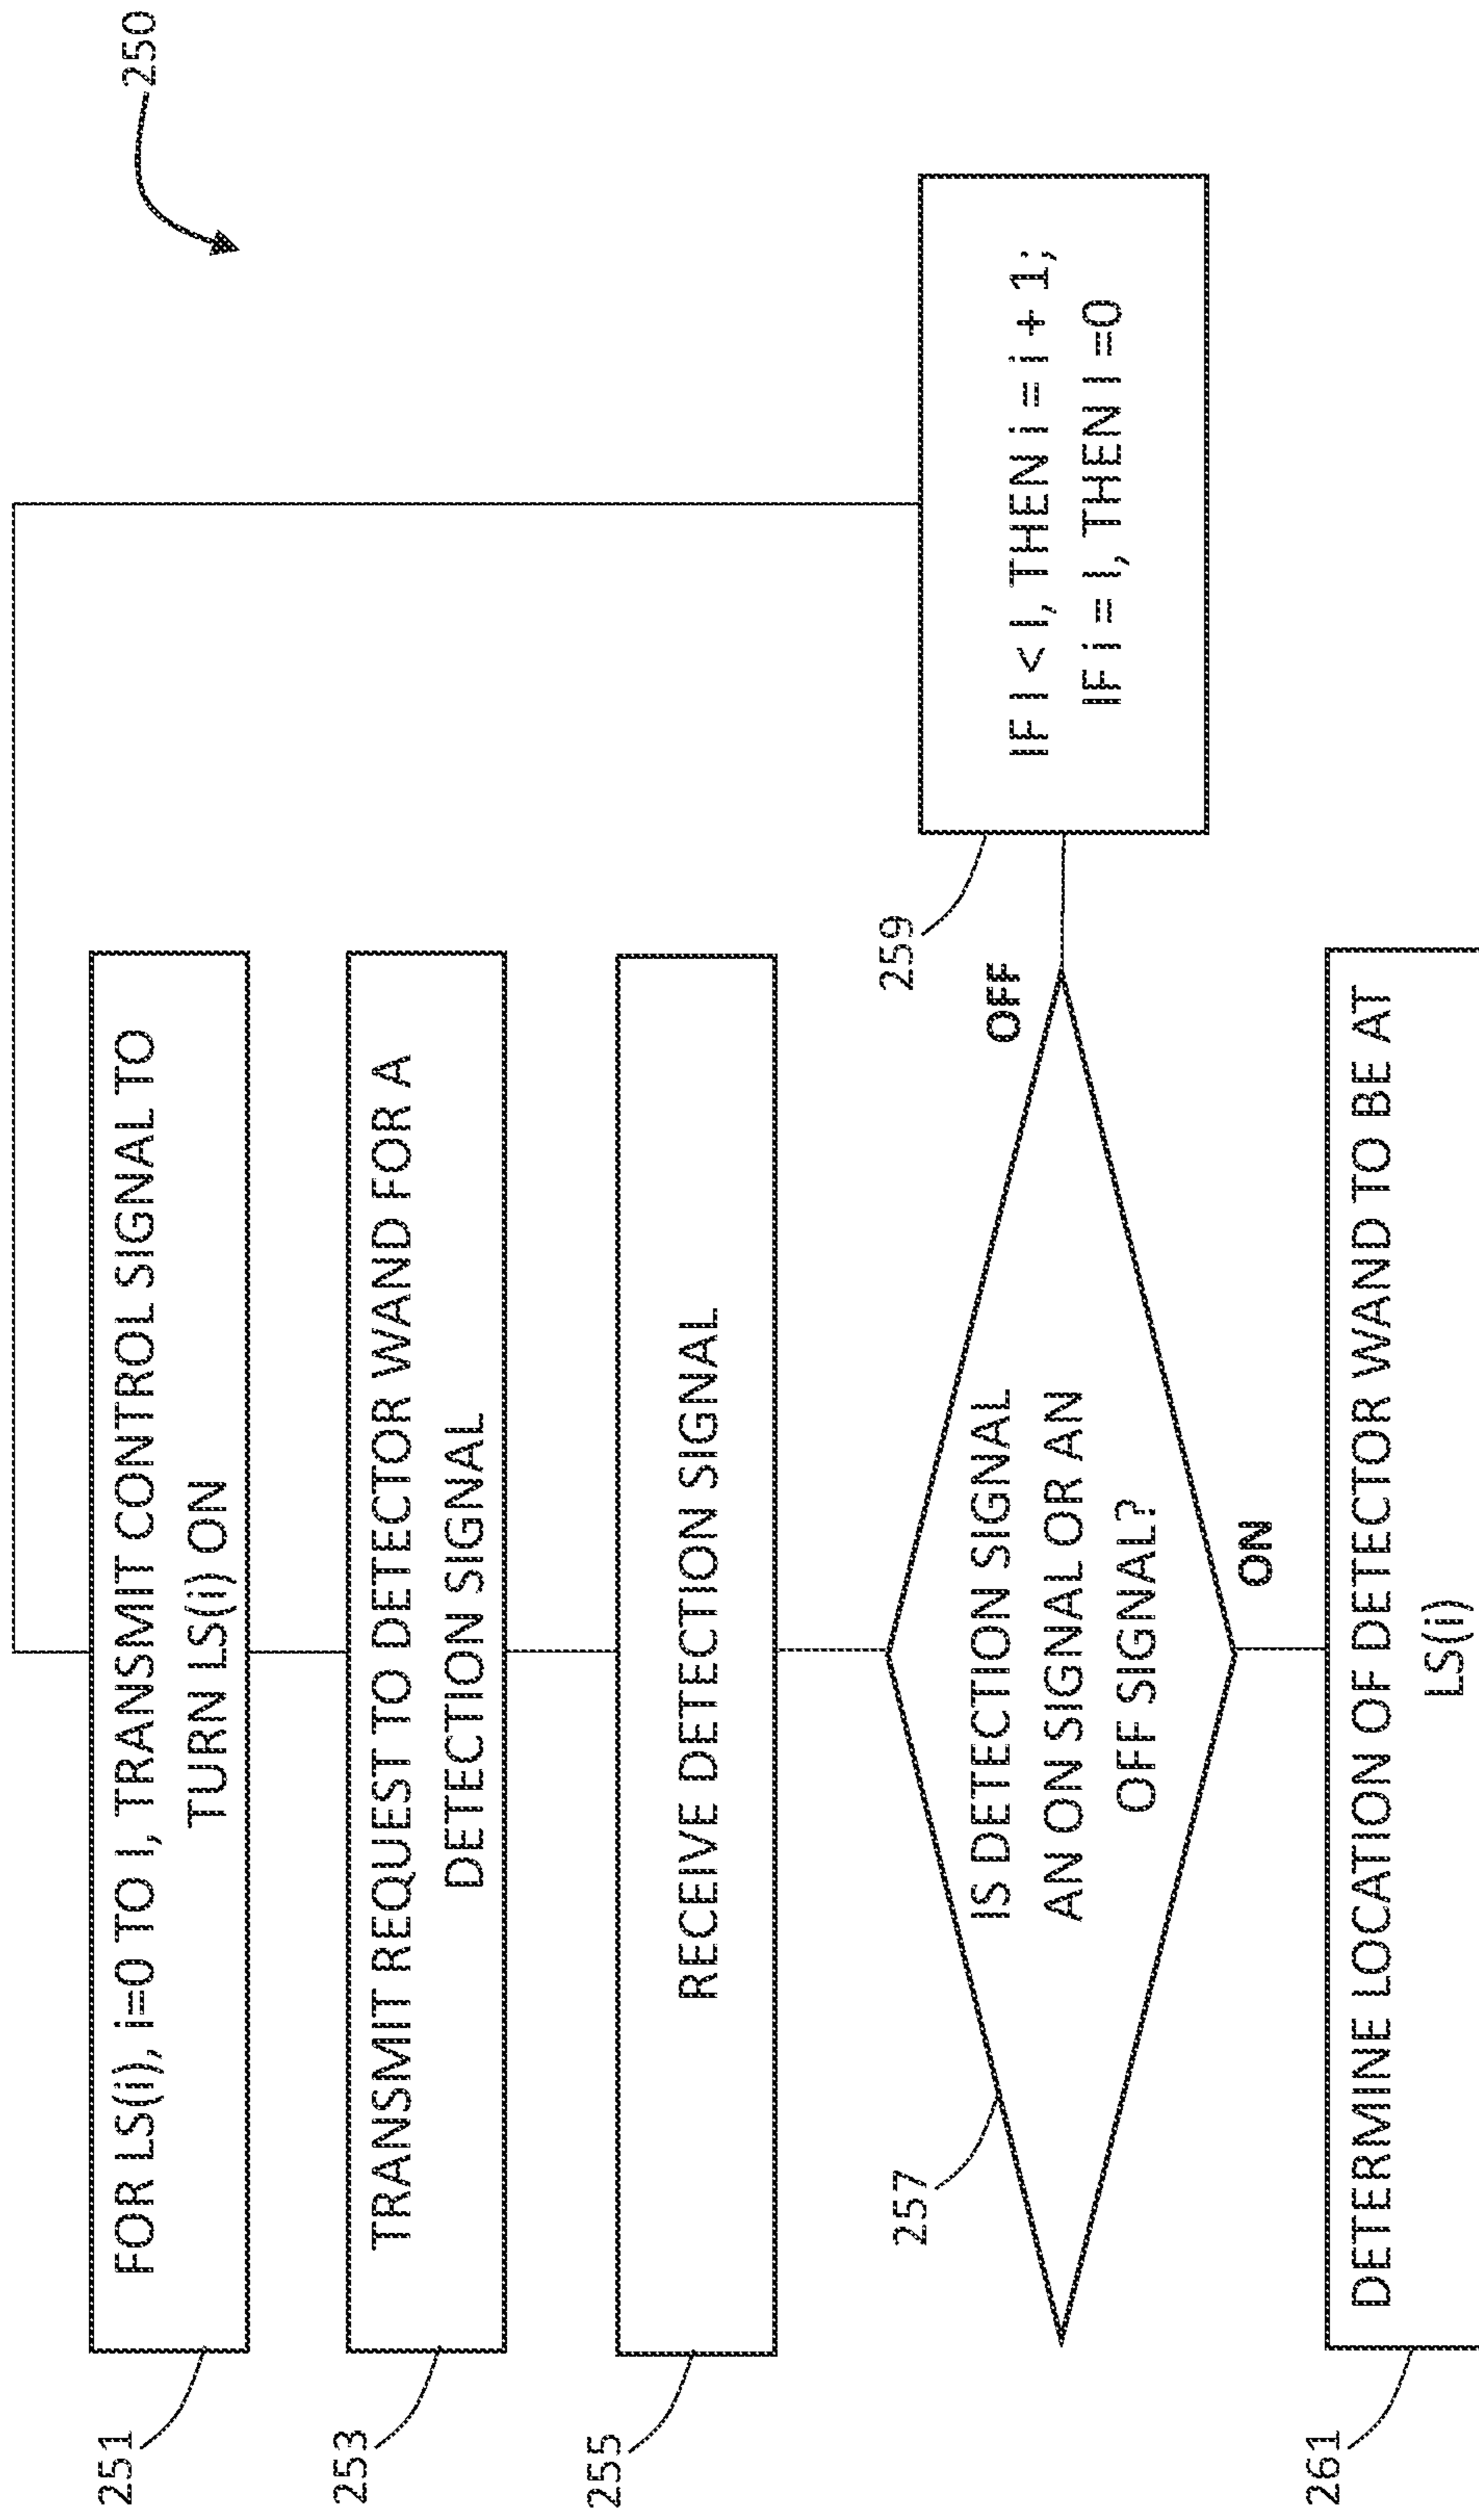 250
251
FOR LS(i), i=0 TO I, TRANSMIT CONTROL SIGNAL TO
TURN LS(i) ON
253
TRANSMIT REQUEST TO DETECTOR WAND FOR A
DETECTION SIGNAL
255
RECEIVE DETECTION SIGNAL
257
IS DETECTION SIGNAL
AN ON SIGNAL OR AN
OFF SIGNAL?
OFF
259
IF i < I, THEN i = i + 1;
IF i = I, THEN i =0
ON
261
DETERMINE LOCATION OF DETECTOR WAND TO BE AT
LS(i)